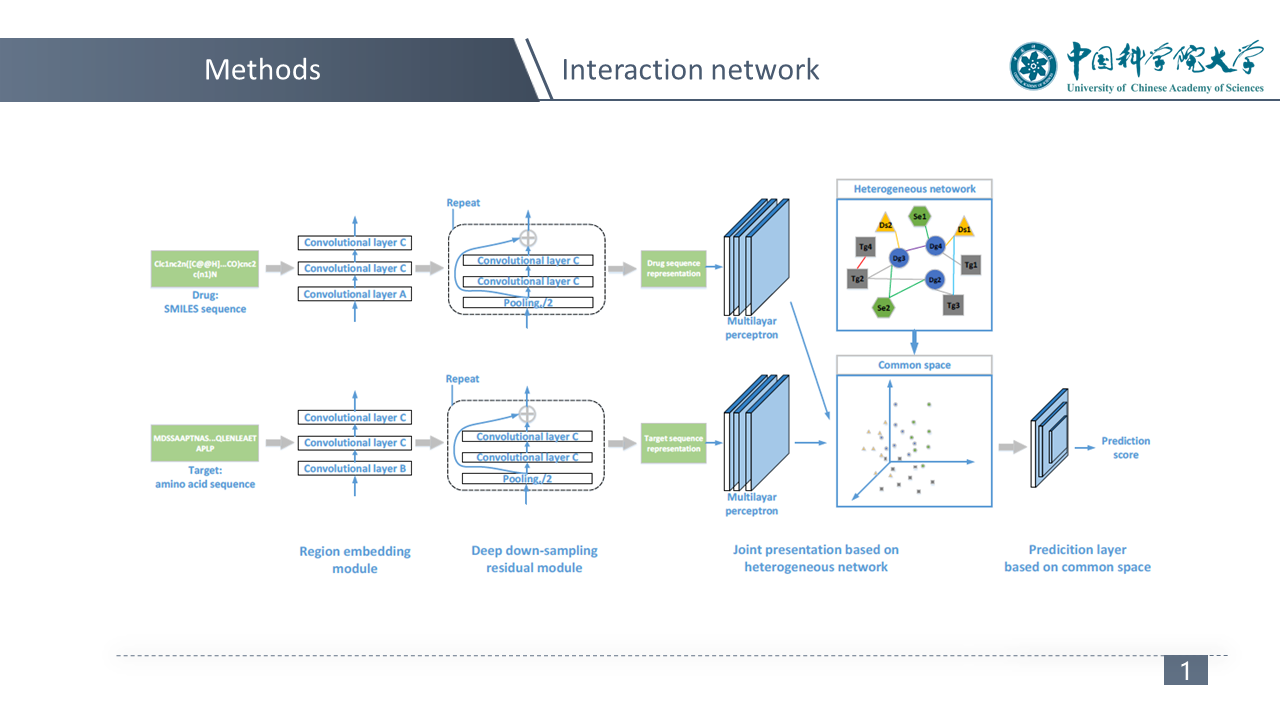 Methods
Interaction network
中国科学院大学
University of Chinese Academy of Sciences
Clc1nc2n([C@@H]...CO)cnc2
c(n1)N
Drug:
SMILES sequence
Convolutional layer C
Convolutional layer C
Convolutional layer A
Repeat
Convolutional layer C
Convolutional layer C
Pooling,/2
Drug sequence
representation
Multilayar
perceptron
Heterogeneous netowork
Se1
Ds2
Ds1
Tg4
Dg4
Dg3
Tg1
Tg2
Dg2
Se2
Tg3
MDSSAAPTNAS...QLENLEAET
APLP
Target:
amino acid sequence
Convolutional layer C
Convolutional layer C
Convolutional layer B
Repeat
Convolutional layer C
Convolutional layer C
Pooling,/2
Target sequence
representation
Multilayar
perceptron
Common space
Prediction
score
Region embedding
module
Deep down-sampling
residual module
Joint presentation based on
heterogeneous network
Predicition layer
based on common space
1